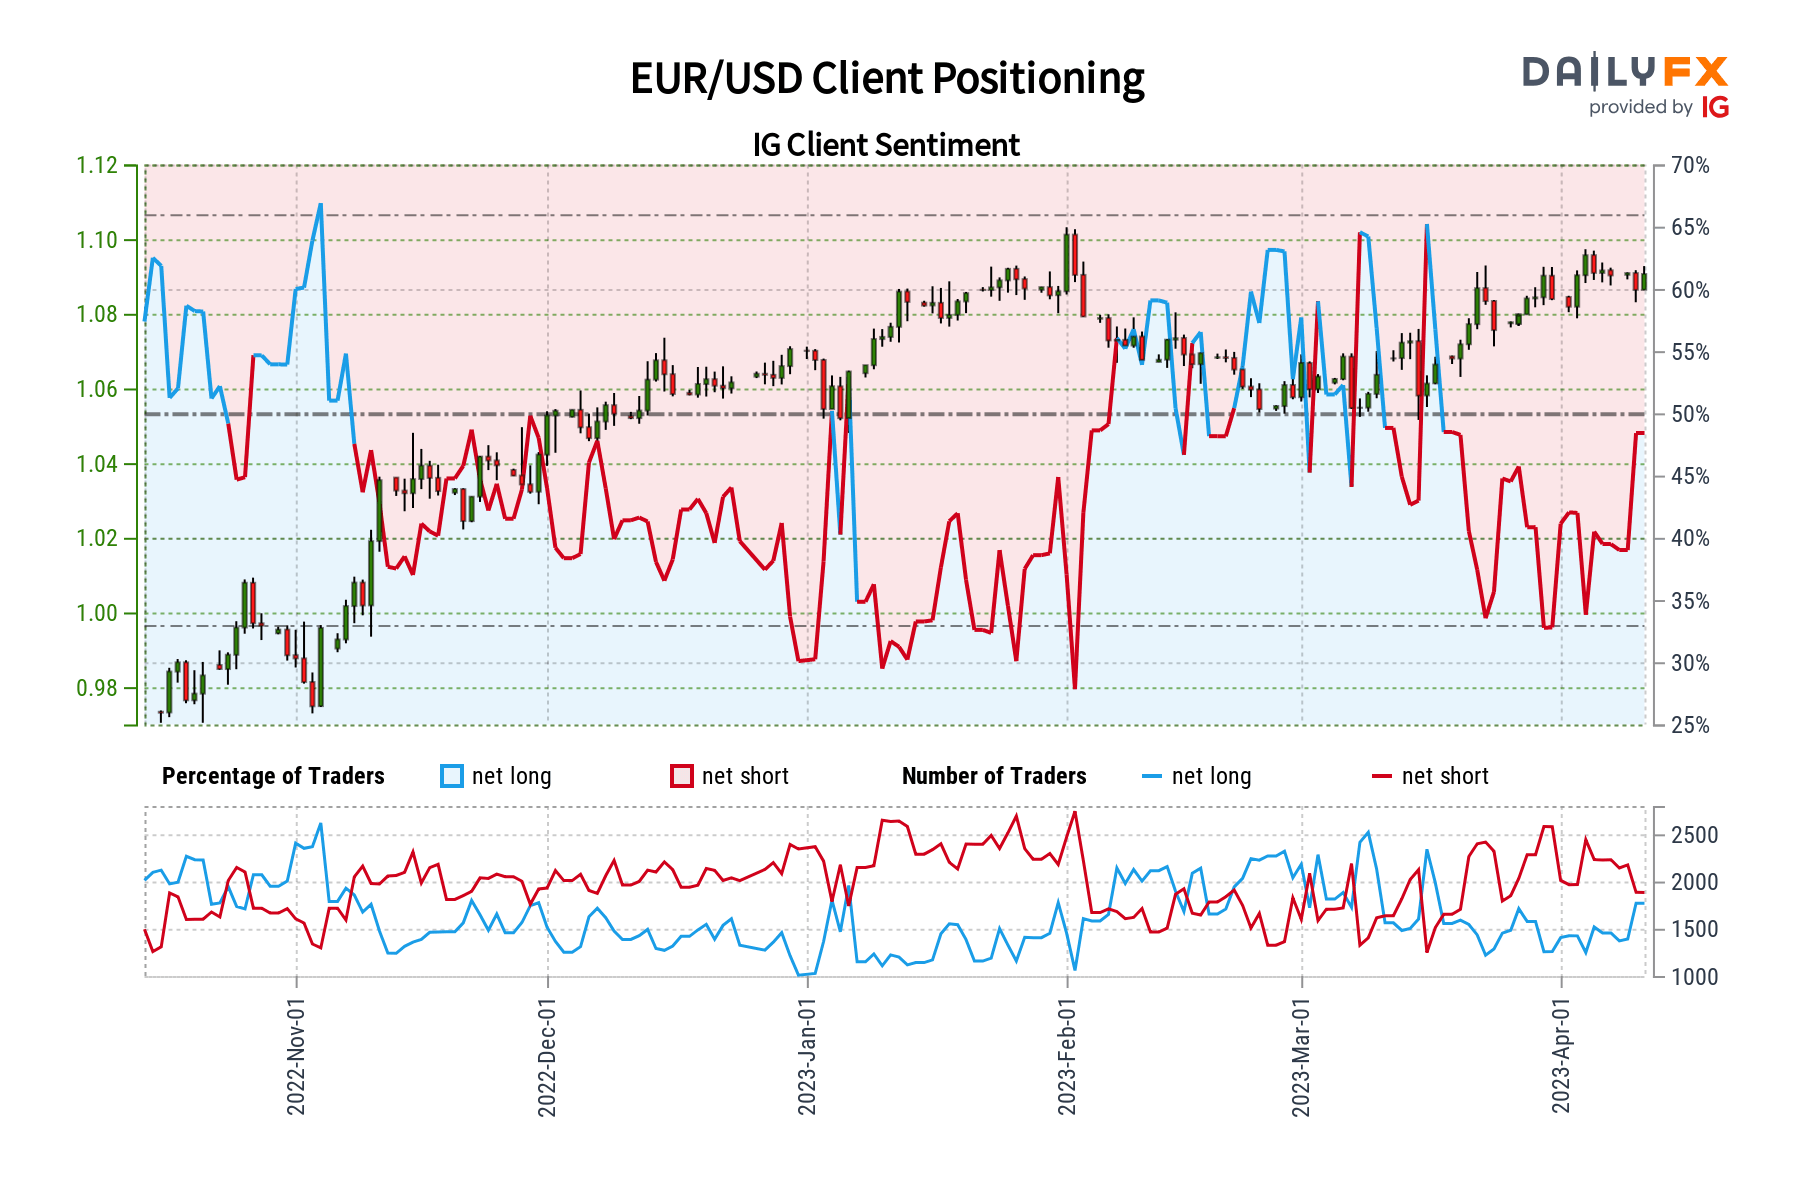 EUR/USD Client Positioning
DAILYFX
provided by IG
IG Client Sentiment
1.12
1.10
1.08
1.06
1.04
1.02
1.00
0.98
70%
65%
60%
55%
50%
45%
40%
35%
30%
25%
Percentage of Traders net long net short Number of Traders net long net short
2500
2000
1500
1000
2022-Nov-01
2022-Dec-01
2023-Jan-01
2023-Feb-01
2023-Mar-01
2023-Apr-01